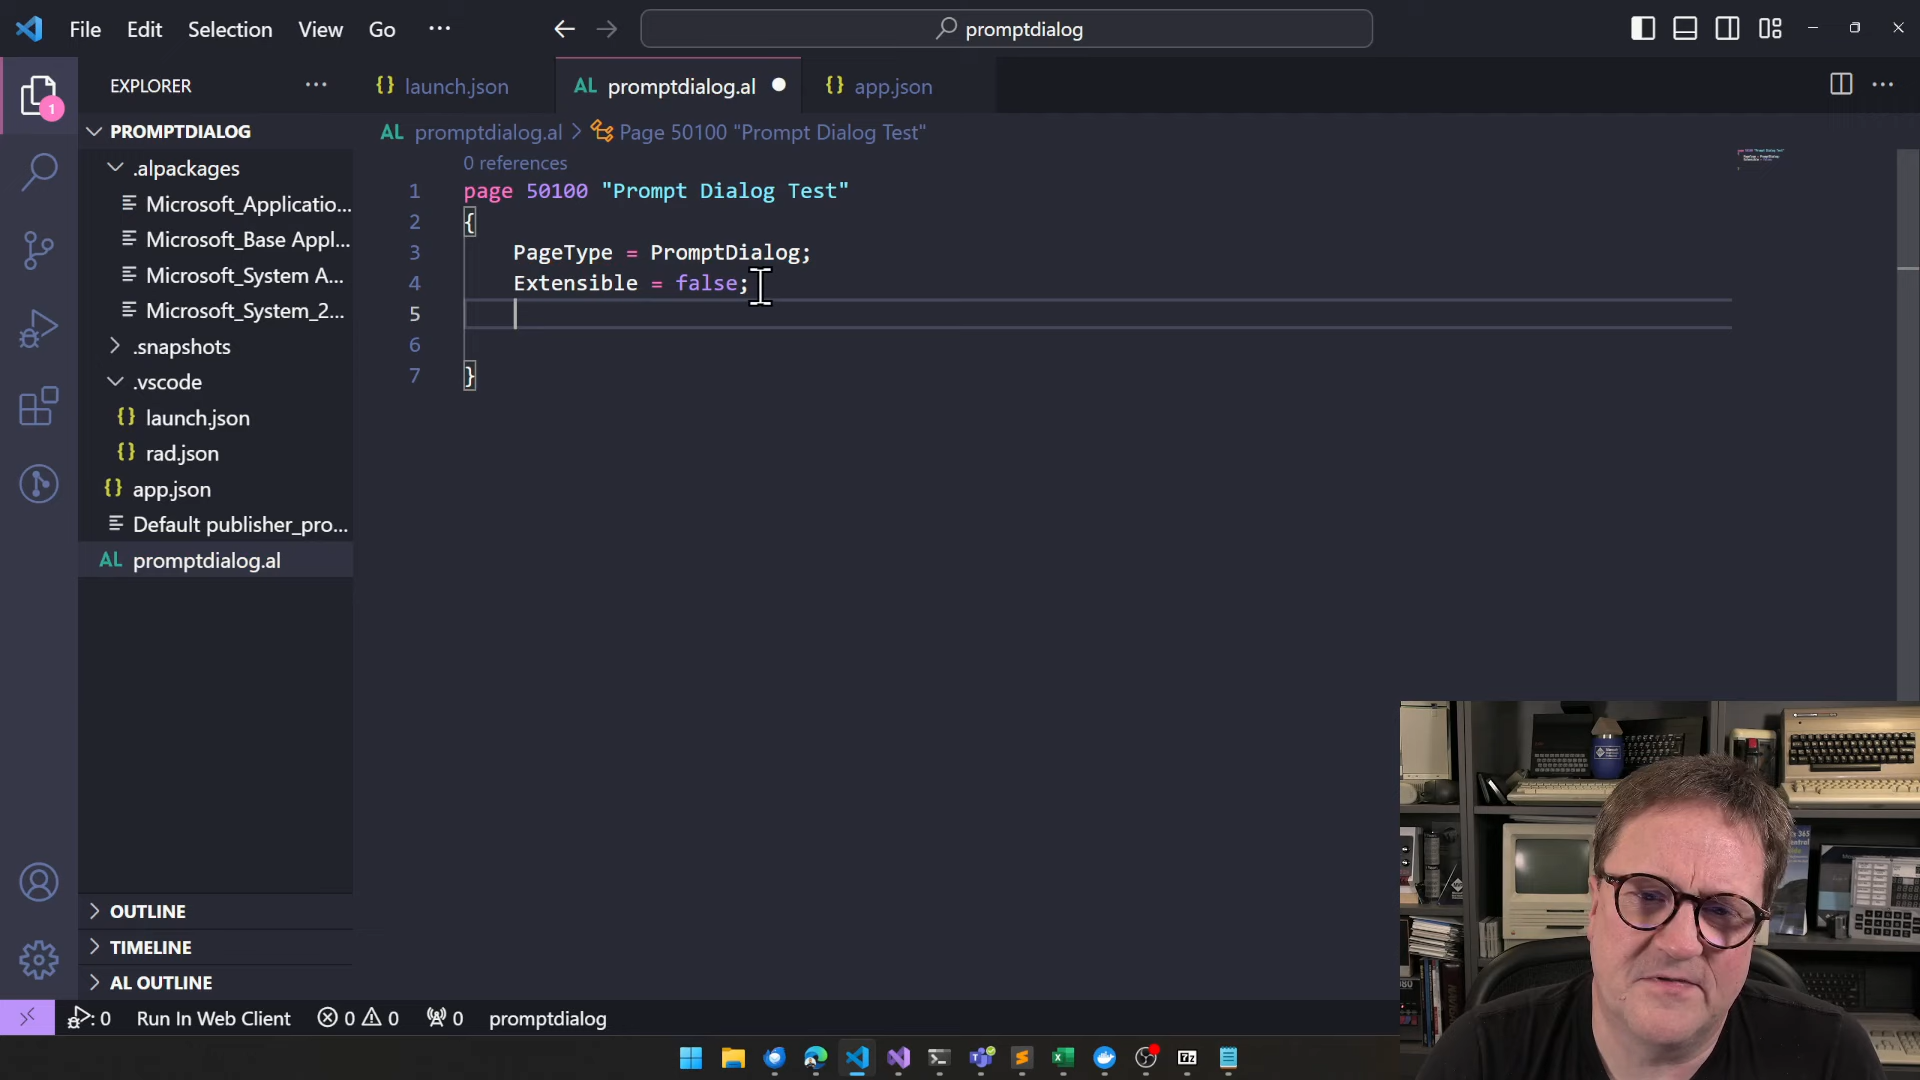 File Edit Selection View Go ···
promptdialog
EXPLORER ···
{} launch.json
AL promptdialog.al
{} app.json
PROMPTDIALOG
.alpackages
Microsoft_Applicatio...
Microsoft_Base Appl...
Microsoft_System A...
Microsoft_System_2...
.snapshots
.vscode
{} launch.json
{} rad.json
{} app.json
Default publisher_pro...
AL promptdialog.al
OUTLINE
TIMELINE
AL OUTLINE
1
AL promptdialog.al > Page 50100 "Prompt Dialog Test"
0 references
1 page 50100 "Prompt Dialog Test"
2 {
3 PageType = PromptDialog;
4 Extensible = false;
5
6
7 }
: 0 Run In Web Client 0 0 0 promptdialog
7z